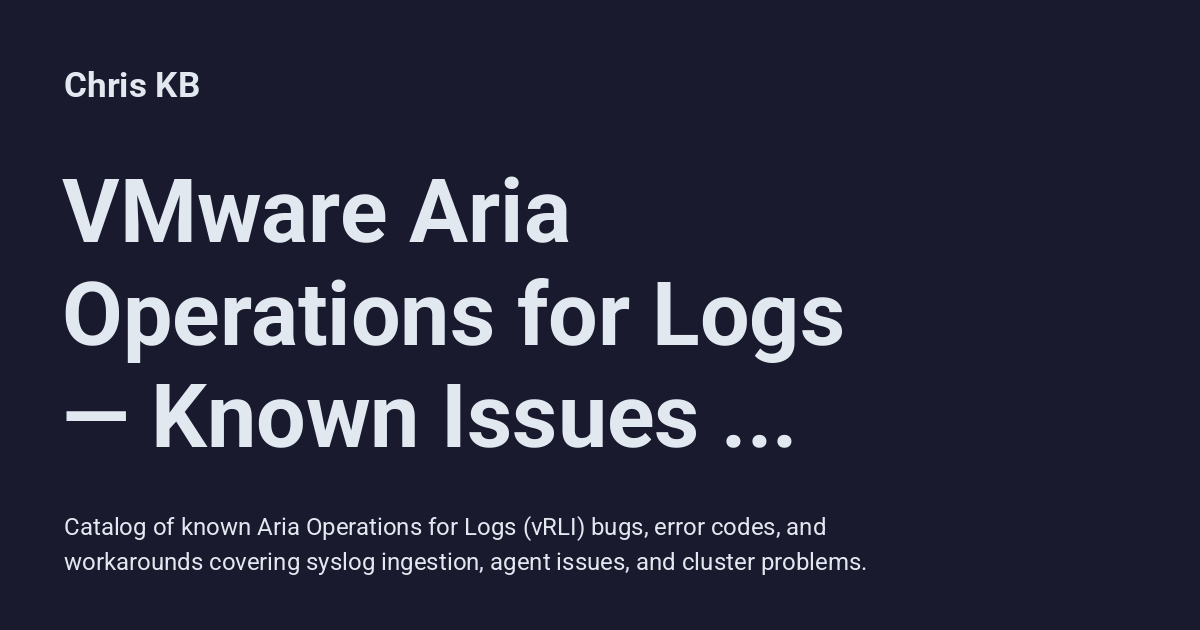 Chris KB
VMware Aria
Operations for Logs
— Known Issues ...
Catalog of known Aria Operations for Logs (vRLI) bugs, error codes, and
workarounds covering syslog ingestion, agent issues, and cluster problems.